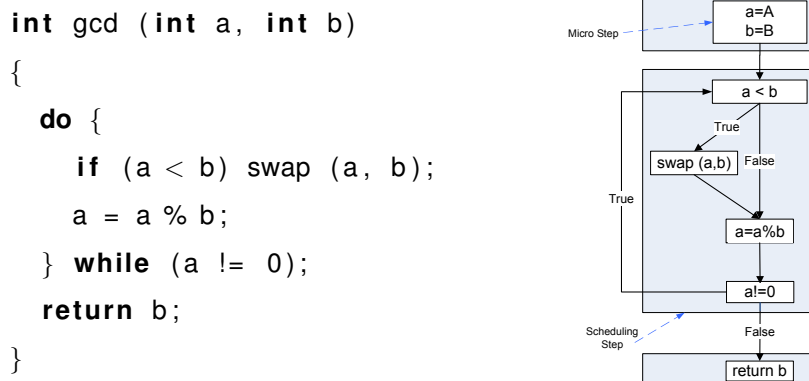 int gcd (int a, int b)
{
do {
if (a < b) swap (a, b);
a = a % b;
} while (a != 0);
return b;
}
Micro Step
a=A
b=B
a < b
True
swap (a,b)
False
True
a=a%b
a!=0
Scheduling
Step
False
return b